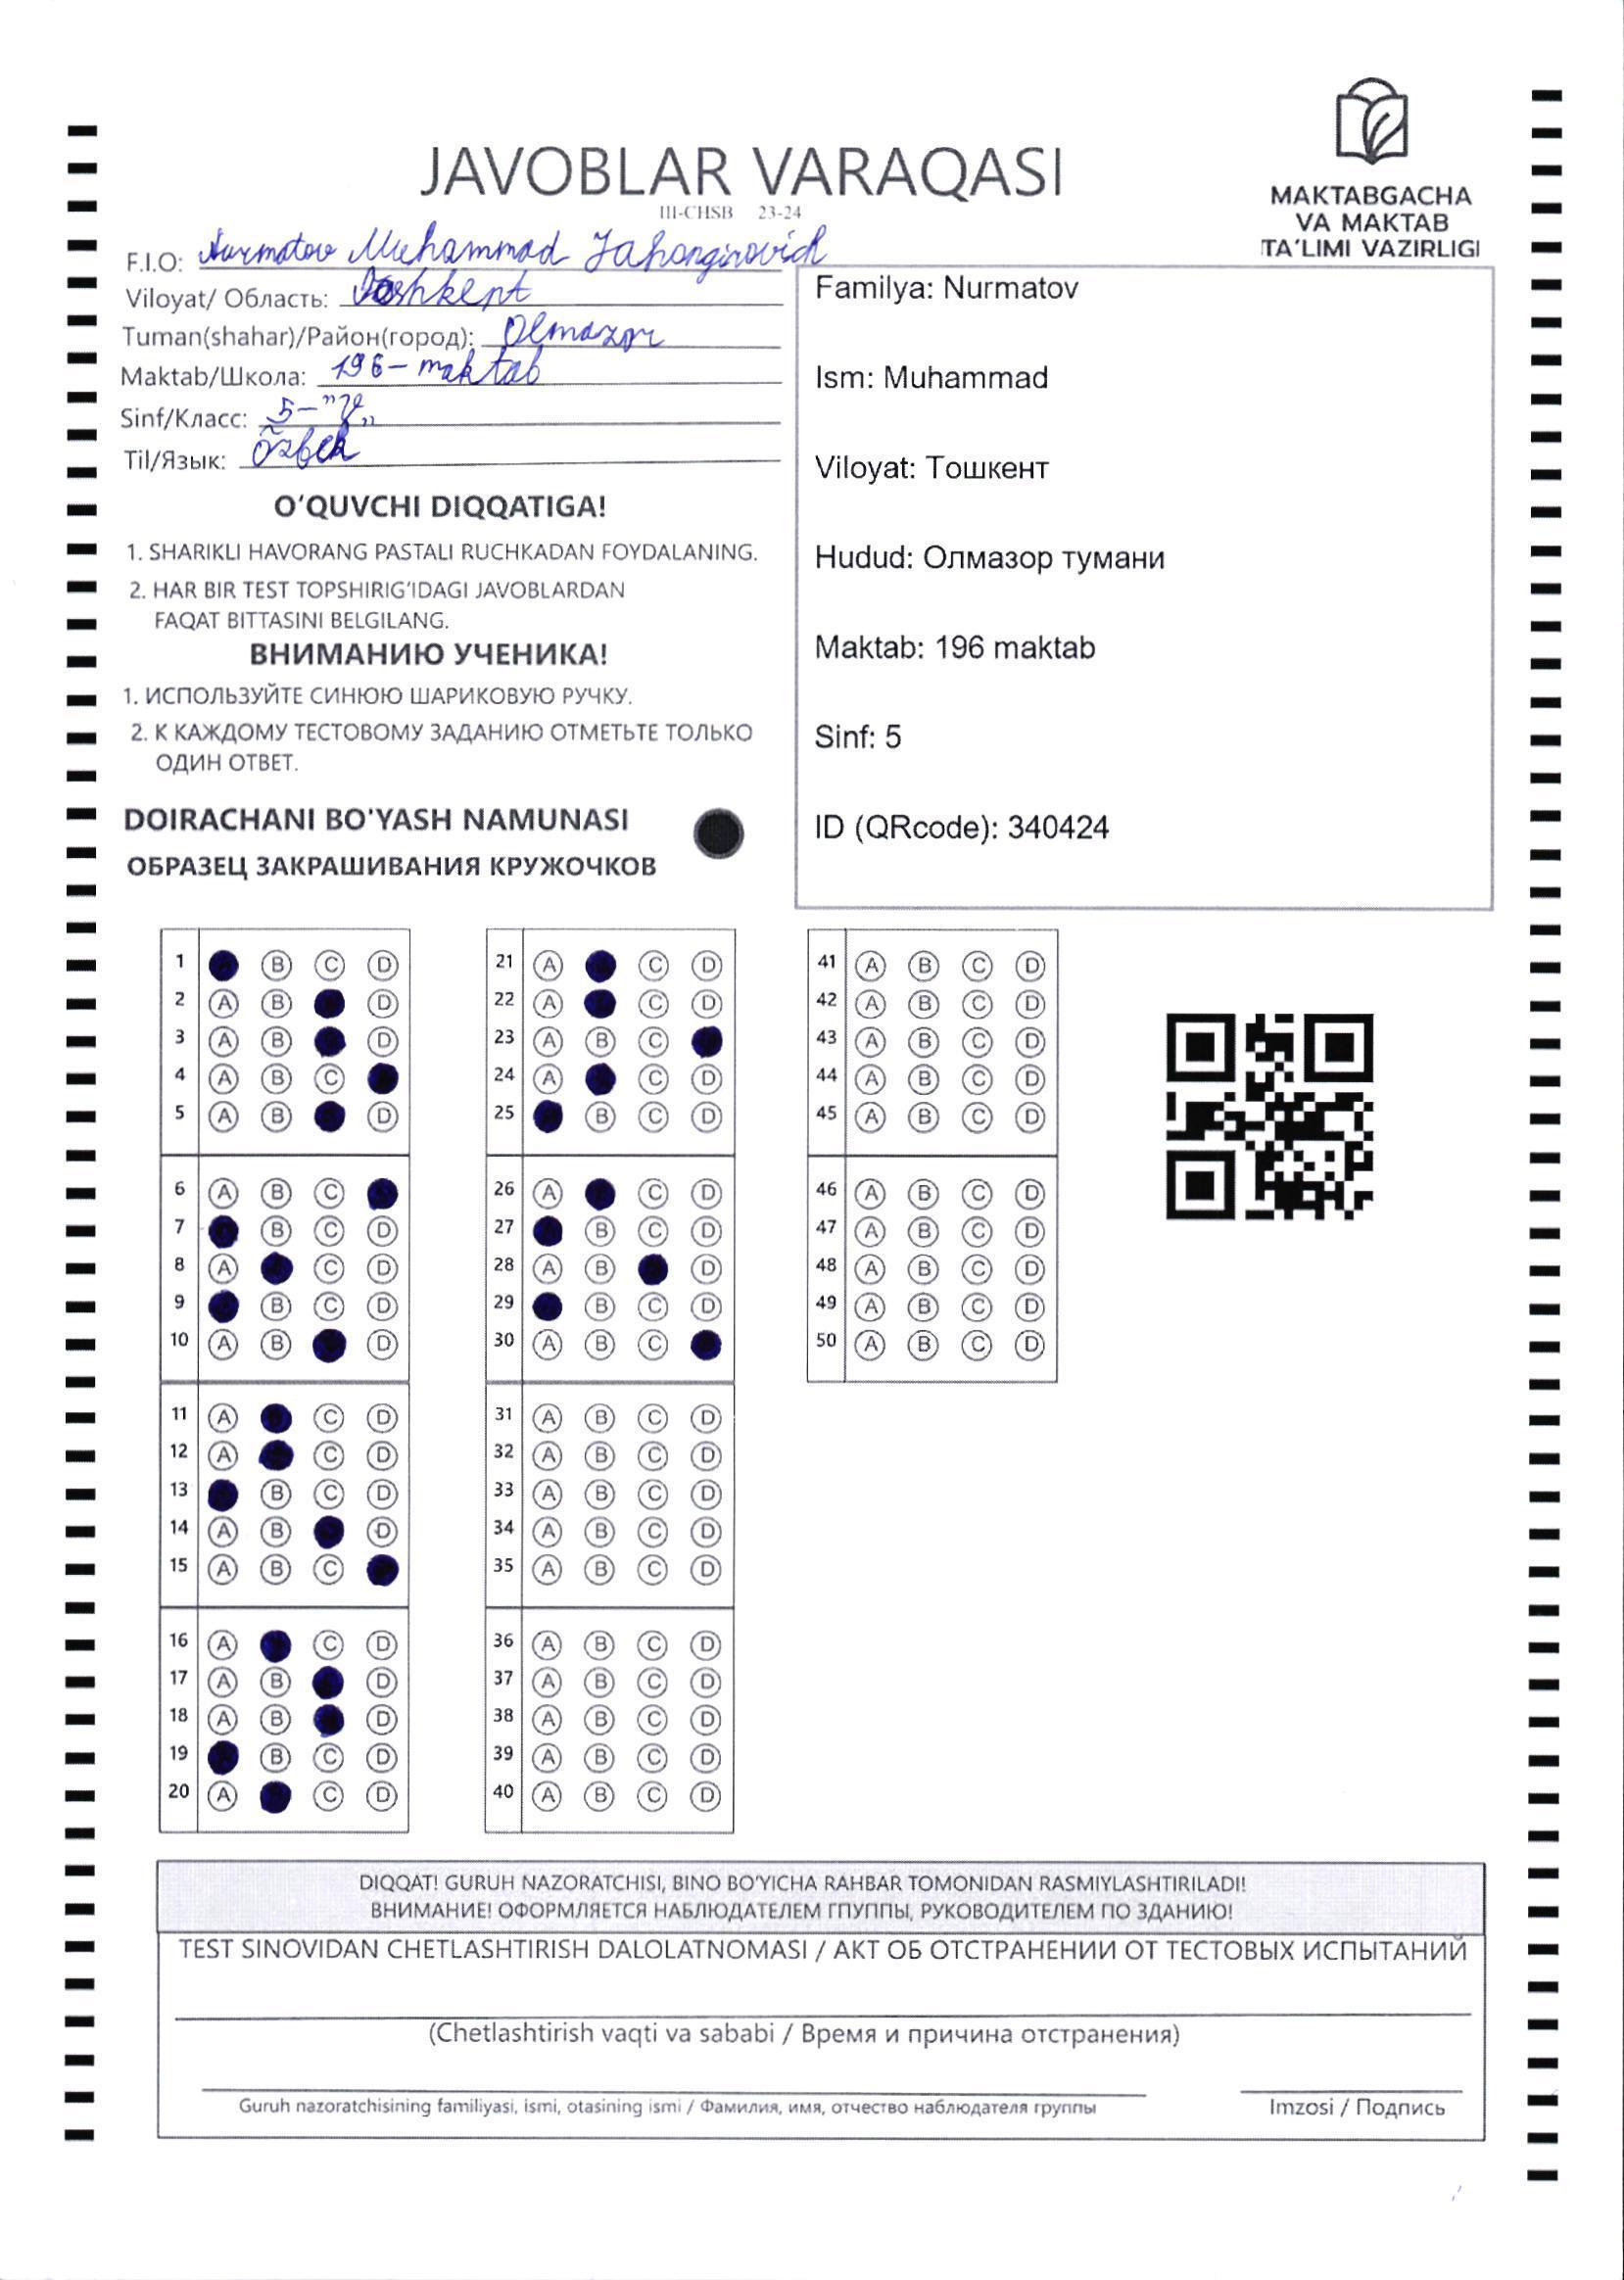 JAVOBLAR VARAQASI
III-CHSB 23-24
MAKTABGACHA
VA MAKTAB
TA'LIMI VAZIRLIGI
F.I.O: Nurmatov Muhammad Jahongirovich
Viloyat/ Область: Toshkent
Tuman(shahar)/Район(город): Olmazor
Maktab/Школа: 196 – maktab
Sinf/Класс: 5-
Til/Язык: Õzbek
O'QUVCHI DIQQATIGA!
1. SHARIKLI HAVORANG PASTALI RUCHKADAN FOYDALANING.
2. HAR BIR TEST TOPSHIRIG'IDAGI JAVOBLARDAN
FAQAT BITTASINI BELGILANG.
ВНИМАНИЮ УЧЕНИКА!
1. ИСПОЛЬЗУЙТЕ СИНЮЮ ШАРИКОВУЮ РУЧКУ.
2. К КАЖДОМУ ТЕСТОВОМУ ЗАДАНИЮ ОТМЕТЬТЕ ТОЛЬКО
ОДИН ОТВЕТ.
DOIRACHANI BO'YASH NAMUNASI
ОБРАЗЕЦ ЗАКРАШИВАНИЯ КРУЖОЧКОВ
Familya: Nurmatov
Ism: Muhammad
Viloyat: Тошкент
Hudud: Олмазор тумани
Maktab: 196 maktab
Sinf: 5
ID (QRcode): 340424
1 B C D
2 A B D
3 A B D
4 A B C
5 A B D
6 A B C
7 B C D
8 A C D
9 B C D
10 A B D
11 A C D
12 A C D
13 B C D
14 A B D
15 A B C
16 A C D
17 A B D
18 A B D
19 B C D
20 A C D
21 A C D
22 A C D
23 A B C
24 A C D
25 B C D
26 A C D
27 B C D
28 A B D
29 B C D
30 A B C
31 A B C D
32 A B C D
33 A B C D
34 A B C D
35 A B C D
36 A B C D
37 A B C D
38 A B C D
39 A B C D
40 A B C D
41 A B C D
42 A B C D
43 A B C D
44 A B C D
45 A B C D
46 A B C D
47 A B C D
48 A B C D
49 A B C D
50 A B C D
DIQQAT! GURUH NAZORATCHISI, BINO BO'YICHA RAHBAR TOMONIDAN RASMIYLASHTIRILADI!
ВНИМАНИЕ! ОФОРМЛЯЕТСЯ НАБЛЮДАТЕЛЕМ ГПУППЫ, РУКОВОДИТЕЛЕМ ПО ЗДАНИЮ!
TEST SINOVIDAN CHETLASHTIRISH DALOLATNOMASI / АКТ ОБ ОТСТРАНЕНИИ ОТ ТЕСТОВЫХ ИСПЫТАНИЙ
(Chetlashtirish vaqti va sababi / Время и причина отстранения)
Guruh nazoratchisining familiyasi, ismi, otasining ismi / Фамилия, имя, отчество наблюдателя группы
Imzosi / Подпись